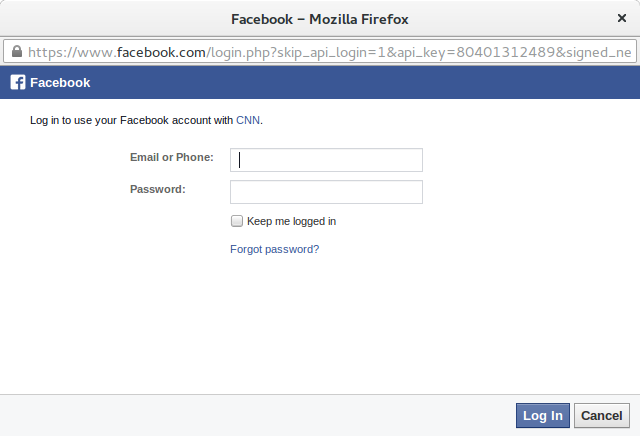 Facebook – Mozilla Firefox ×
https://www.facebook.com/login.php?skip_api_login=1&api_key=80401312489&signed_ne
f Facebook
Log in to use your Facebook account with CNN.
Email or Phone:
Password:
Keep me logged in
Forgot password?
Log In Cancel